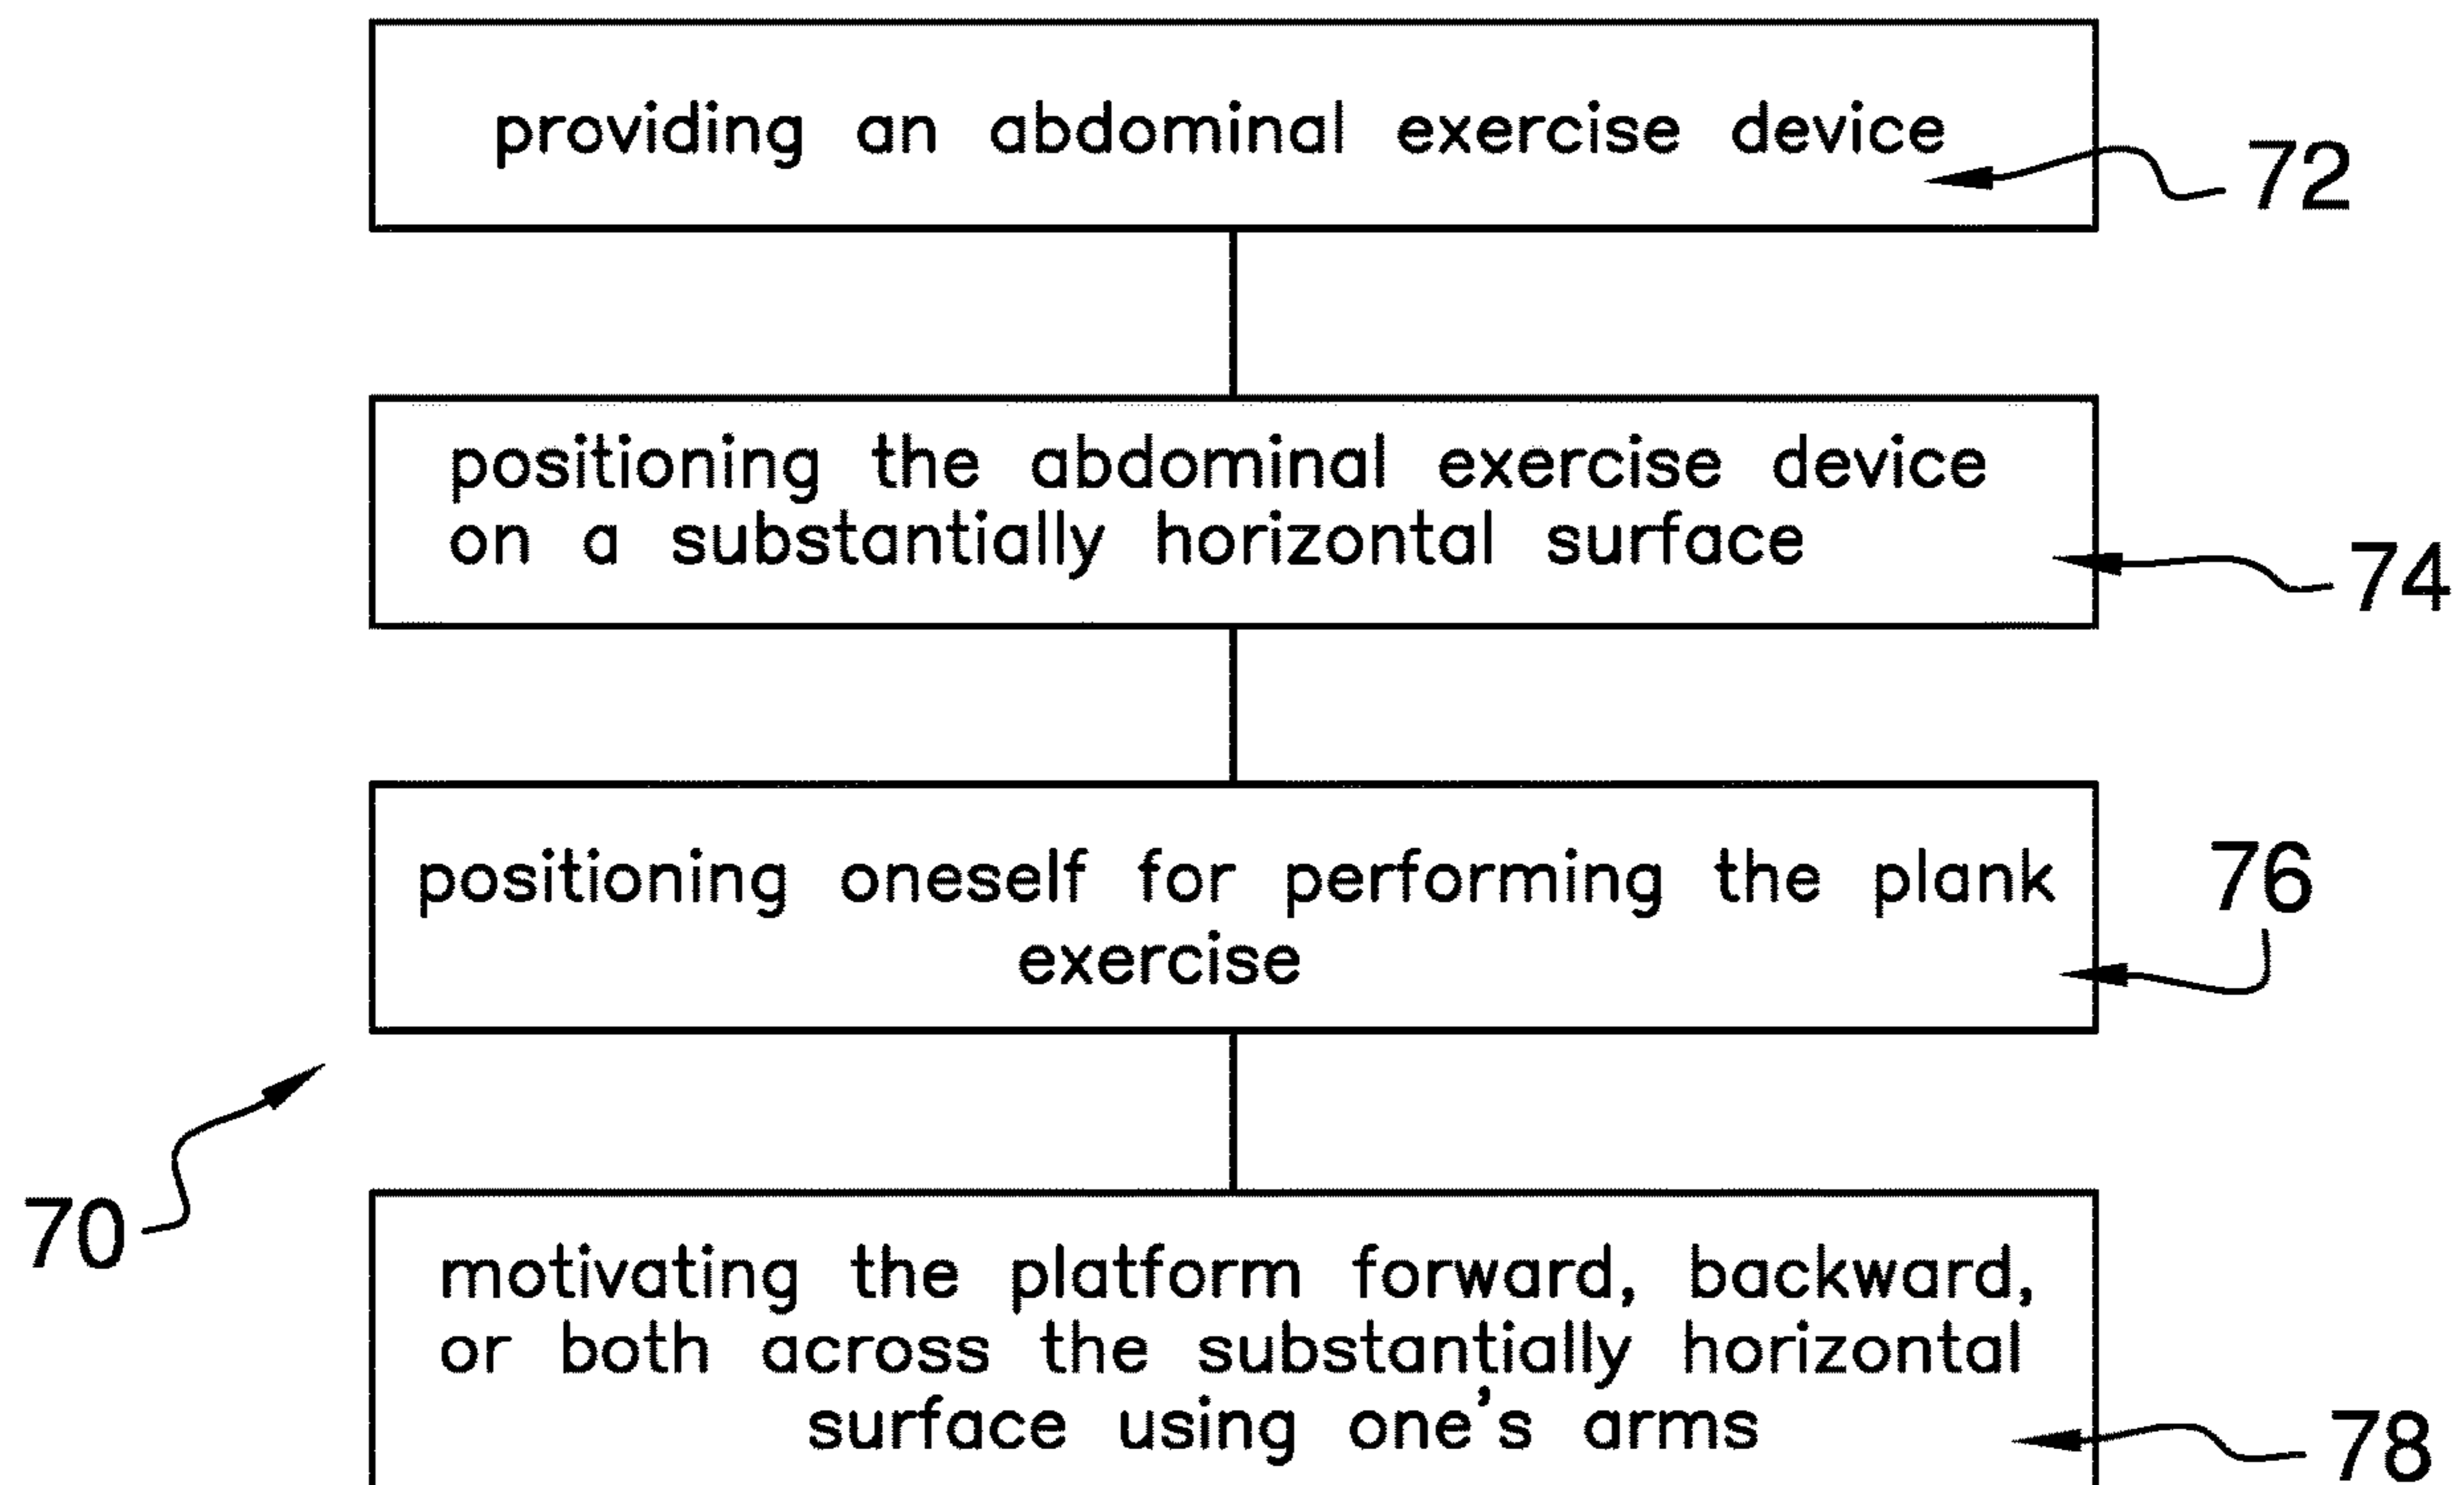 providing an abdominal exercise device
72
positioning the abdominal exercise device
on a substantially horizontal surface
74
positioning oneself for performing the plank
exercise
76
70
motivating the platform forward, backward,
or both across the substantially horizontal
surface using one's arms
78